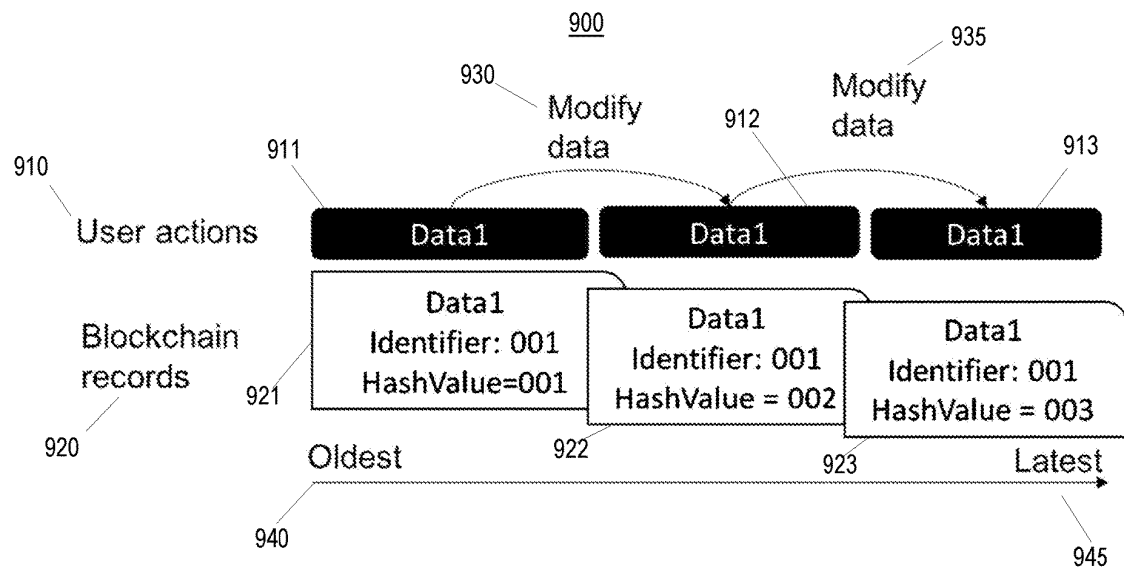 900
930
Modify
data
935
Modify
data
910
911
912
913
User actions
Data1
Data1
Data1
Blockchain
records
920
921
Data1
Identifier: 001
HashValue=001
922
Data1
Identifier: 001
HashValue = 002
923
Data1
Identifier: 001
HashValue = 003
Oldest
Latest
940
945